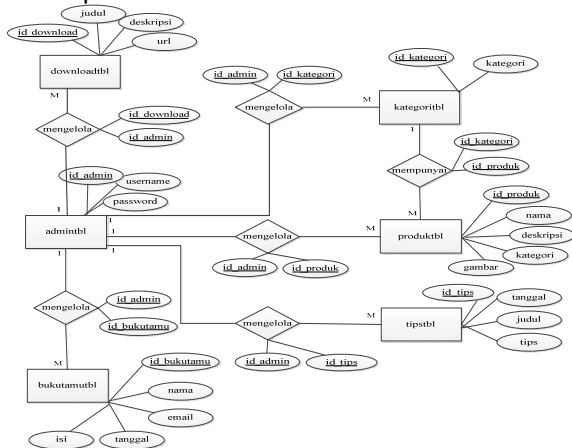 judul
id_download
deskripsi
url
downloadtbl
M
id_admin
id_kategori
id_kategori
kategori
mengelola
M
kategoritbl
mengelola
id_download
id_admin
1
id_kategori
mempunyai
id_produk
id_admin
username
password
1
M
id_produk
nama
admintbl
1
1
1
1
mengelola
M
produktbl
deskripsi
kategori
id_admin
id_produk
gambar
mengelola
id_admin
id_bukutamu
id_tips
tanggal
mengelola
M
tipstbl
judul
tips
M
id_admin
id_tips
bukutamutbl
id_bukutamu
nama
email
isi
tanggal